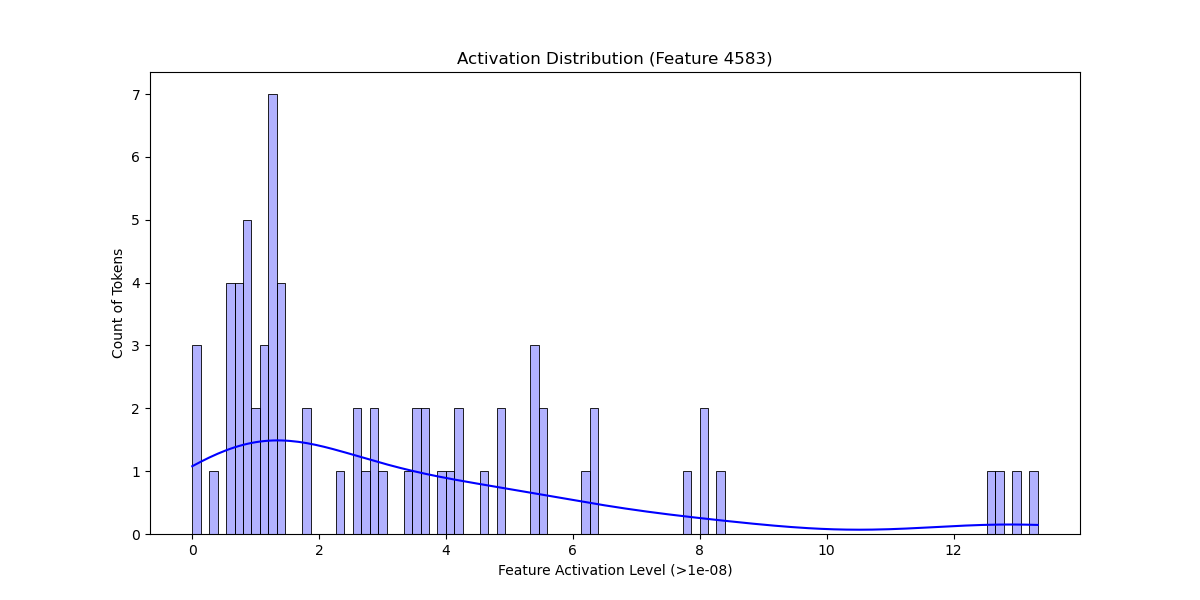 Activation Distribution (Feature 4583)
7
6
5
4
3
2
1
0
Count of Tokens
0 2 4 6 8 10 12
Feature Activation Level (>1e-08)